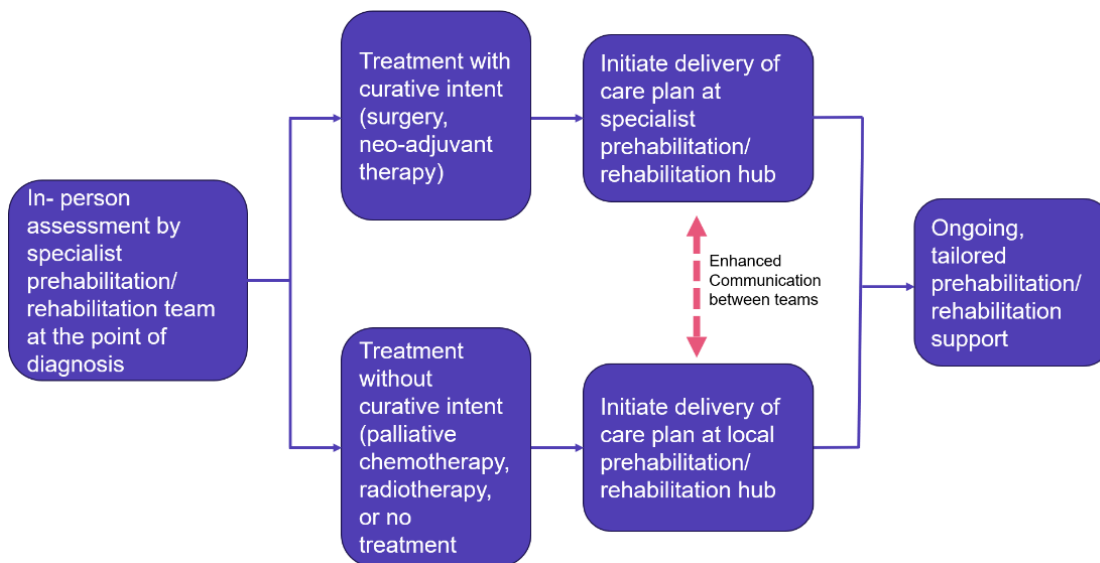 In- person
assessment by
specialist
prehabilitation/
rehabilitation team
at the point of
diagnosis
Treatment with
curative intent
(surgery,
neo-adjuvant
therapy)
Initiate delivery of
care plan at
specialist
prehabilitation/
rehabilitation hub
Enhanced
Communication
between teams
Treatment
without
curative intent
(palliative
chemotherapy,
radiotherapy,
or no
treatment
Initiate delivery of
care plan at local
prehabilitation/
rehabilitation hub
Ongoing,
tailored
prehabilitation/
rehabilitation
support